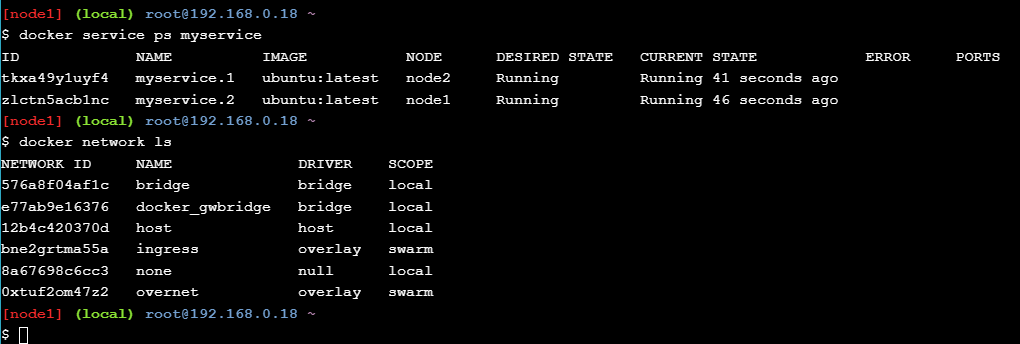 [node1] (local) root@192.168.0.18 ~
$ docker service ps myservice
ID NAME IMAGE NODE DESIRED STATE CURRENT STATE ERROR PORTS
tkxa49y1uyf4 myservice.1 ubuntu:latest node2 Running Running 41 seconds ago
zlctn5acb1nc myservice.2 ubuntu:latest node1 Running Running 46 seconds ago
[node1] (local) root@192.168.0.18 ~
$ docker network ls
NETWORK ID NAME DRIVER SCOPE
576a8f04af1c bridge bridge local
e77ab9e16376 docker_gwbridge bridge local
12b4c420370d host host local
bne2grtma55a ingress overlay swarm
8a67698c6cc3 none null local
0xtuf2om47z2 overnet overlay swarm
[node1] (local) root@192.168.0.18 ~
$